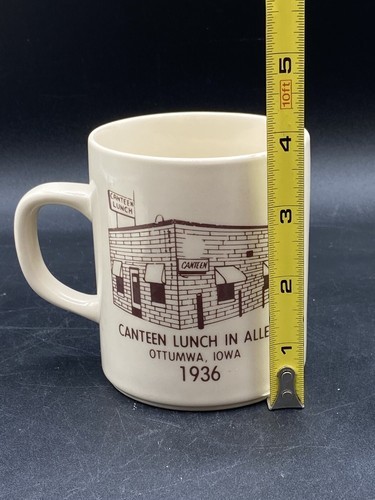 CANTEEN
LUNCH
CANTEEN
CANTEEN LUNCH IN ALLE
OTTUMWA, IOWA
1936
5
10ft
4
3
2
1